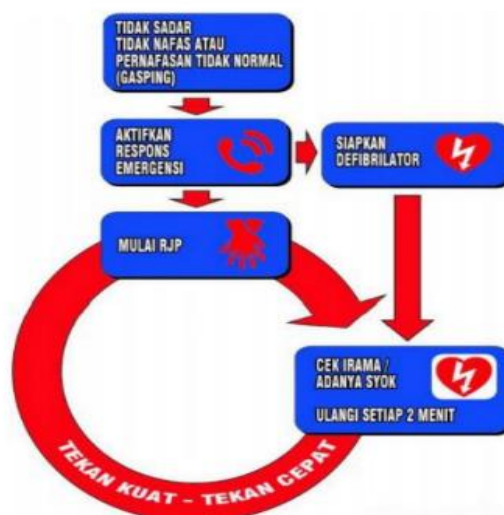 TIDAK SADAR
TIDAK NAFAS ATAU
PERNAFASAN TIDAK NORMAL
(GASPING)
AKTIFKAN
RESPONS
EMERGENSI
SIAPKAN
DEFIBRILATOR
MULAI RJP
CEK IRAMA /
ADANYA SYOK
ULANGI SETIAP 2 MENIT
TEKAN KUAT - TEKAN CEPAT